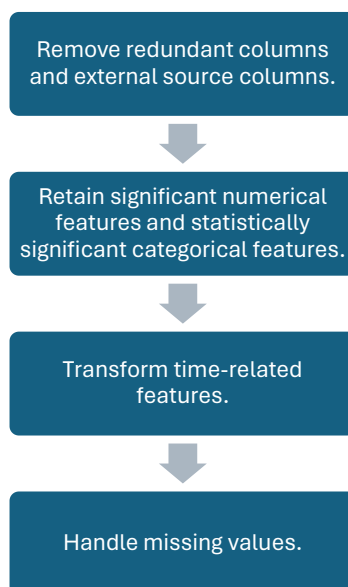 Remove redundant columns
and external source columns.
Retain significant numerical
features and statistically
significant categorical features.
Transform time-related
features.
Handle missing values.